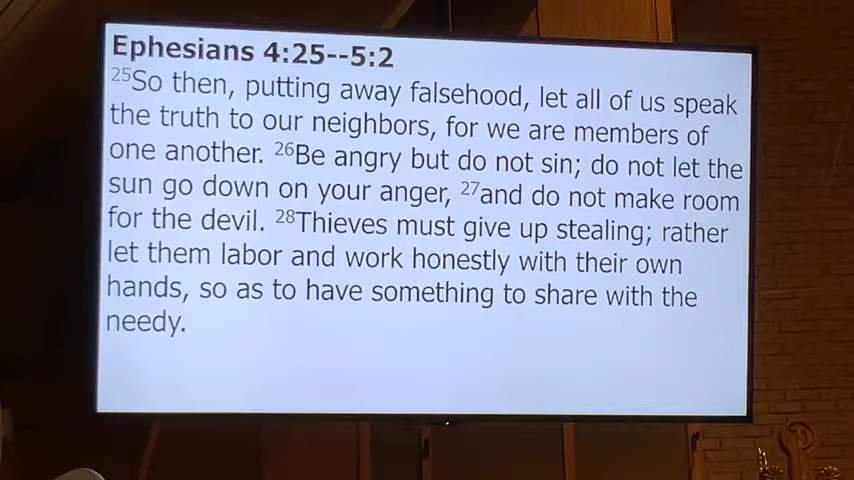 Ephesians 4:25--5:2
25So then, putting away falsehood, let all of us speak
the truth to our neighbors, for we are members of
one another. 26Be angry but do not sin; do not let the
sun go down on your anger, 27and do not make room
for the devil. 28Thieves must give up stealing; rather
let them labor and work honestly with their own
hands, so as to have something to share with the
needy.